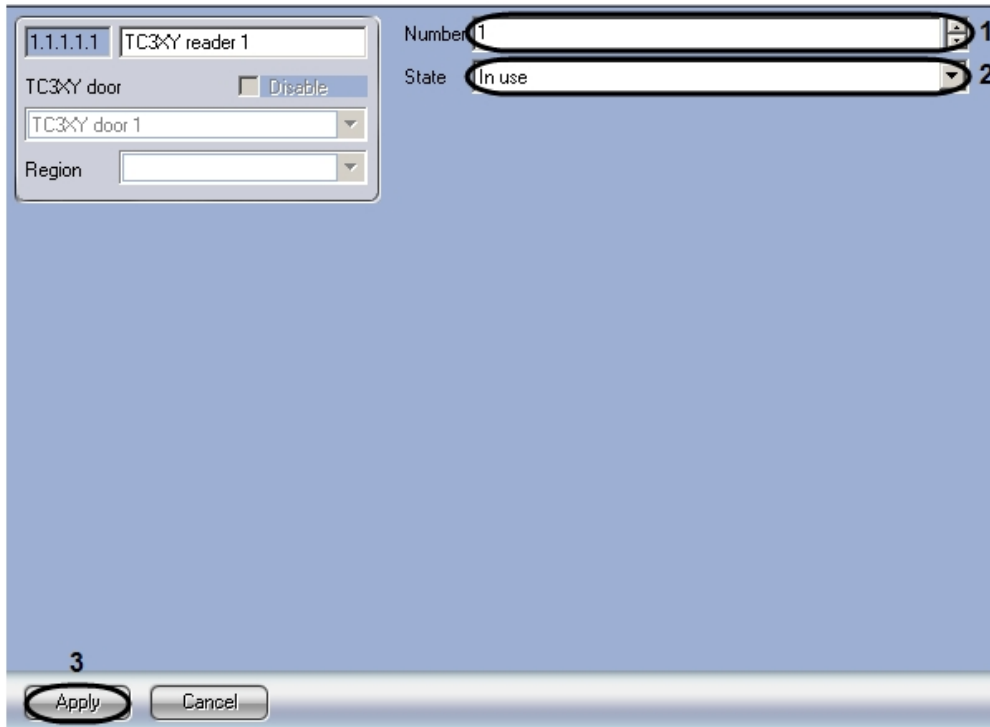 1.1.1.1.1 TC3XY reader 1
TC3XY door Disable
TC3XY door 1
Region
Number 1 1
State In use 2
3
Apply Cancel